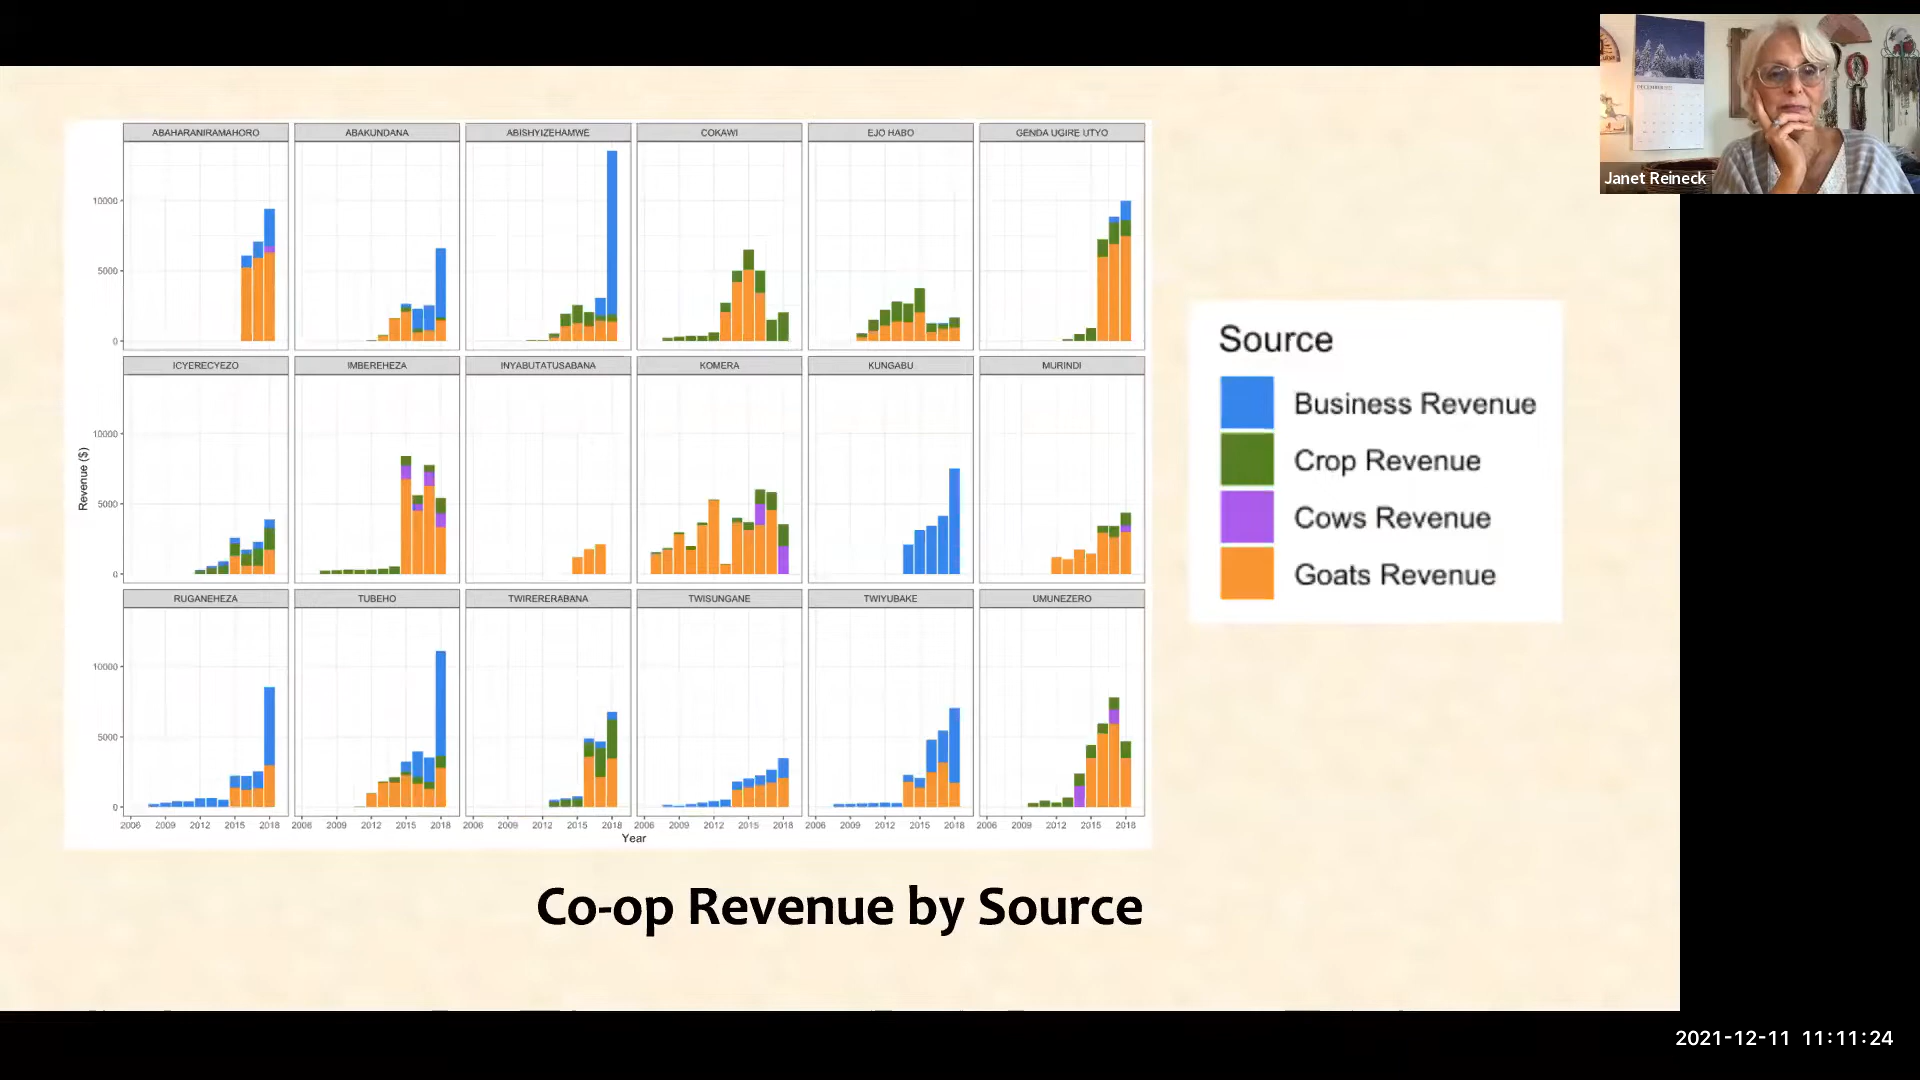 Janet Reineck
DECEMBER
ABAHARANIRAMAHORO ABAKUNDANA ABISHYIZEHAMWE COKAWI EJO HABO GENDA UGIRE UTYO
10000
5000
0
ICYERECYEZO IMBEREHEZA INYABUTATUSABANA KOMERA KUNGABU MURINDI
10000
5000
0
Revenue ($)
RUGANEHEZA TUBEHO TWIRERERABANA TWISUNGANE TWIYUBAKE UMUNEZERO
10000
5000
0
2006 2009 2012 2015 2018 2006 2009 2012 2015 2018 2006 2009 2012 2015 2018 2006 2009 2012 2015 2018 2006 2009 2012 2015 2018 2006 2009 2012 2015 2018
Year
Source
Business Revenue
Crop Revenue
Cows Revenue
Goats Revenue
Co-op Revenue by Source
2021-12-11 11:11:24